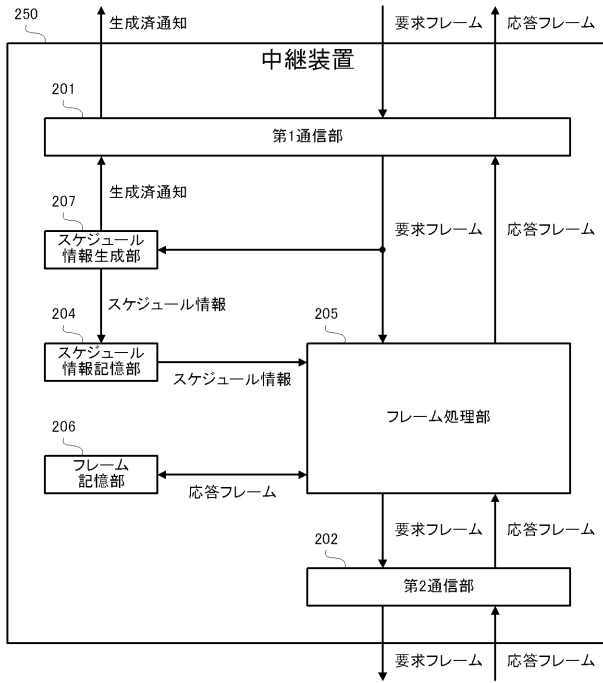 250
生成済通知
要求フレーム
応答フレーム
中継装置
201
第1通信部
生成済通知
207
スケジュール
情報生成部
要求フレーム
応答フレーム
スケジュール情報
204
スケジュール
情報記憶部
スケジュール情報
205
フレーム処理部
206
フレーム
記憶部
応答フレーム
要求フレーム
応答フレーム
202
第2通信部
要求フレーム
応答フレーム